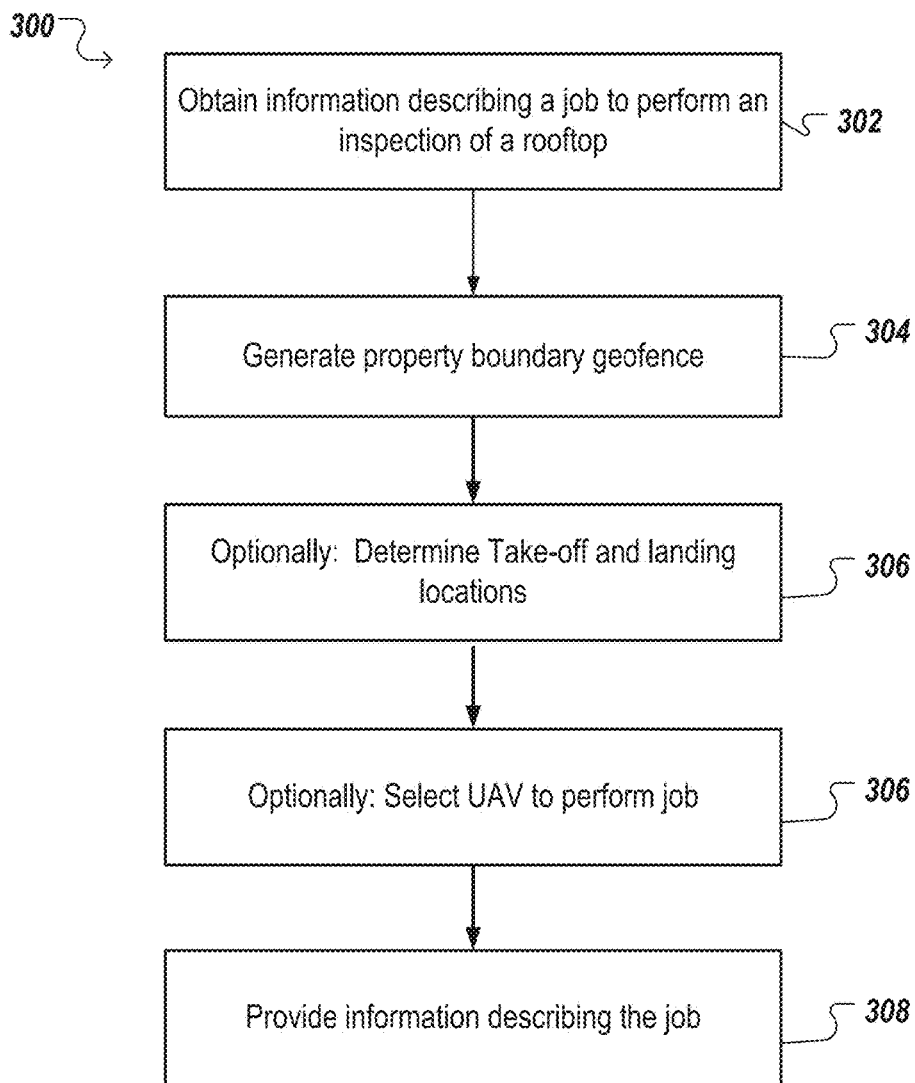 300
Obtain information describing a job to perform an
inspection of a rooftop
302
Generate property boundary geofence
304
Optionally: Determine Take-off and landing
locations
306
Optionally: Select UAV to perform job
306
Provide information describing the job
308